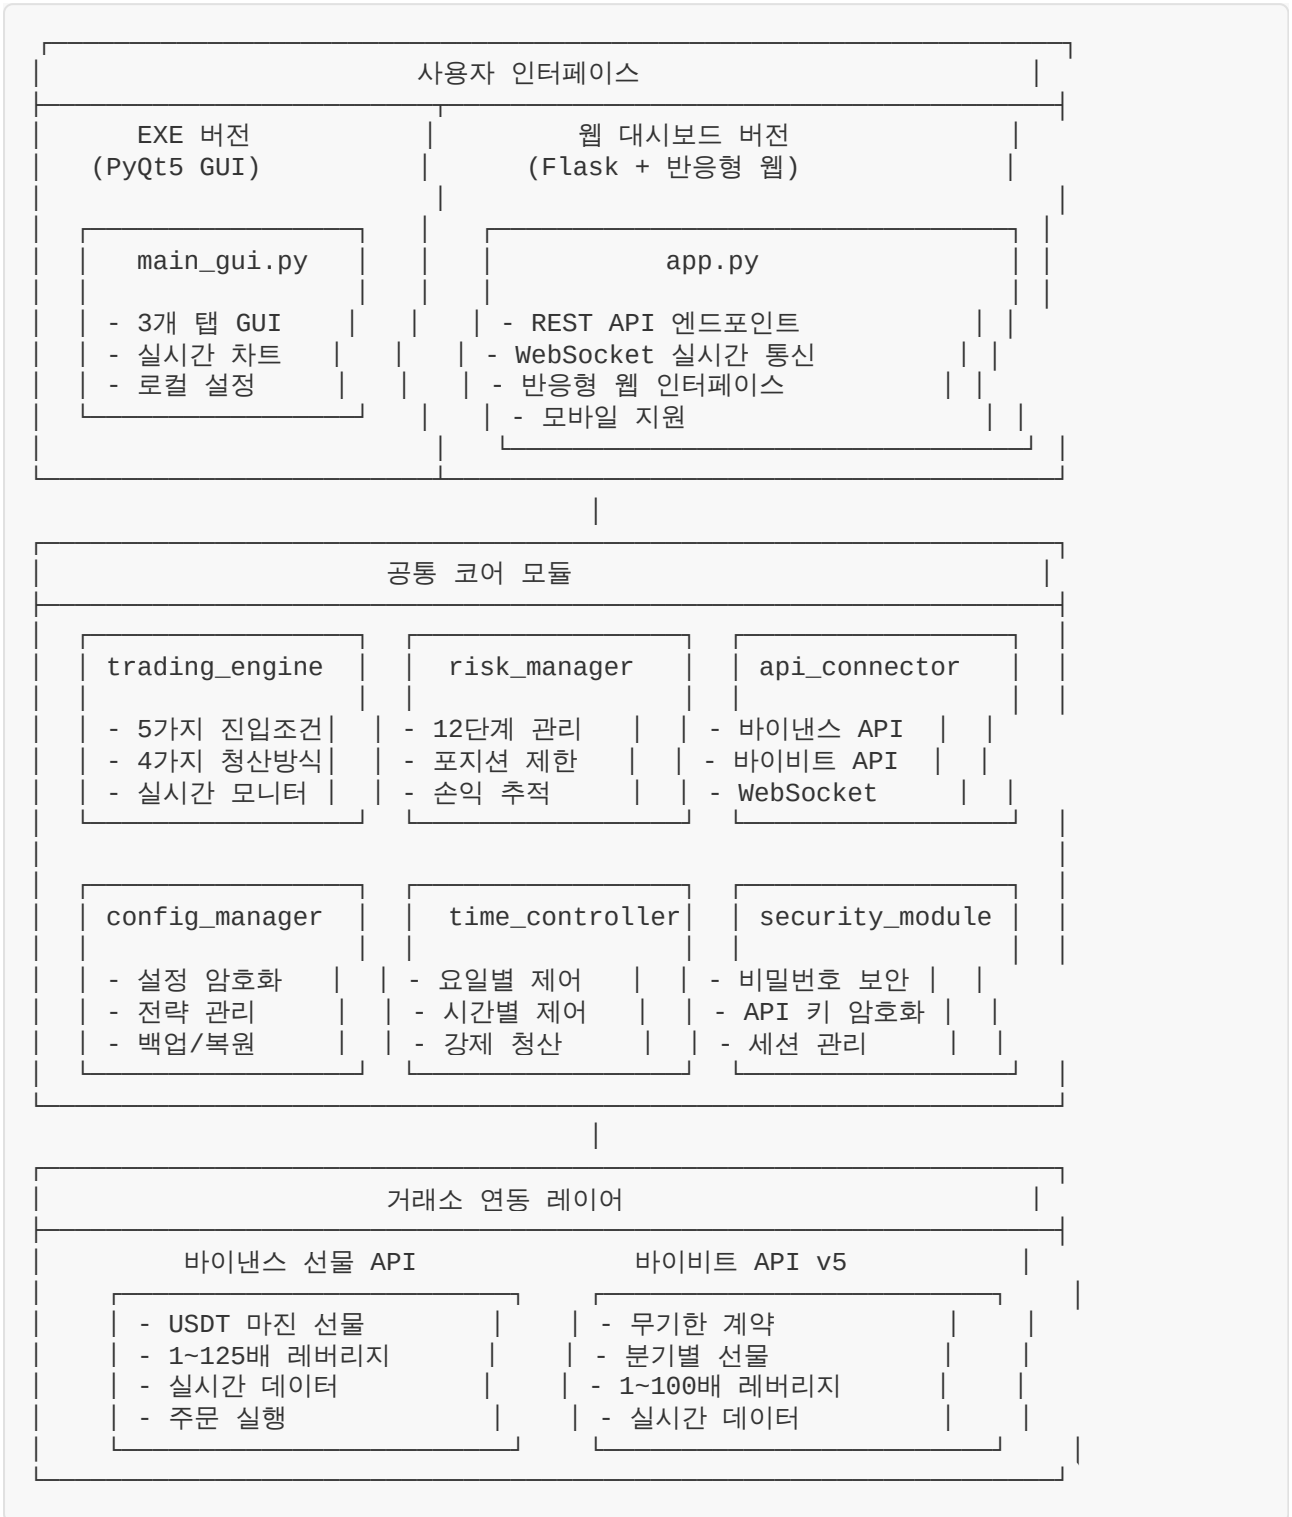 사용자 인터페이스
EXE 버전 웹 대시보드 버전
(PyQt5 GUI) (Flask + 반응형 웹)
main_gui.py app.py
- 3개 탭 GUI - REST API 엔드포인트
- 실시간 차트 - WebSocket 실시간 통신
- 로컬 설정 - 반응형 웹 인터페이스
- 모바일 지원
공통 코어 모듈
trading_engine risk_manager api_connector
- 5가지 진입조건 - 12단계 관리 - 바이낸스 API
- 4가지 청산방식 - 포지션 제한 - 바이비트 API
- 실시간 모니터 - 손익 추적 - WebSocket
config_manager time_controller security_module
- 설정 암호화 - 요일별 제어 - 비밀번호 보안
- 전략 관리 - 시간별 제어 - API 키 암호화
- 백업/복원 - 강제 청산 - 세션 관리
거래소 연동 레이어
바이낸스 선물 API 바이비트 API v5
- USDT 마진 선물 - 무기한 계약
- 1~125배 레버리지 - 분기별 선물
- 실시간 데이터 - 1~100배 레버리지
- 주문 실행 - 실시간 데이터